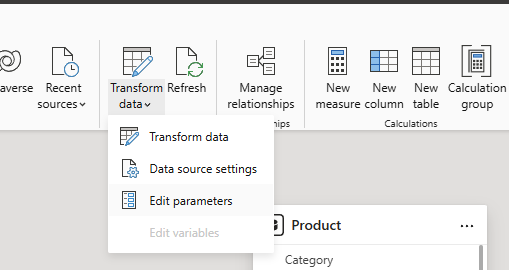 averse
Recent
sources
Transform
data
Refresh
Manage
relationships
New
measure
New
column
New
table
Calculation
group
Calculations
Transform data
Data source settings
Edit parameters
Edit variables
Product
...
Category